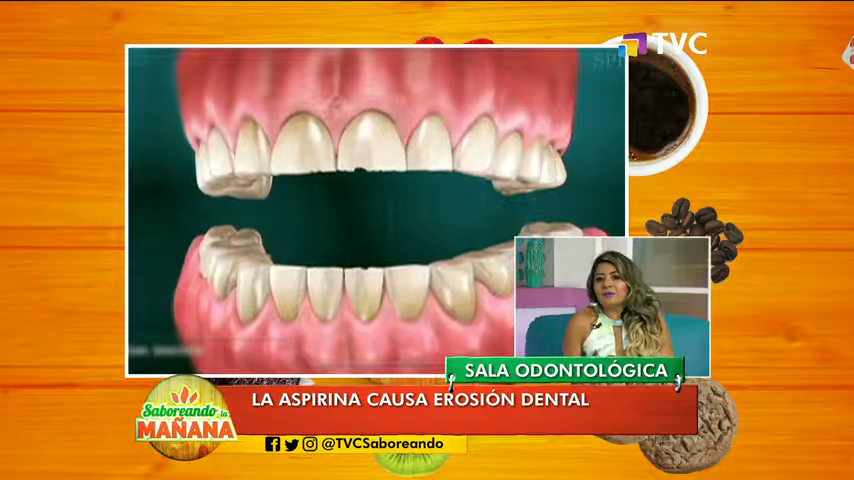 TVC
SALA ODONTOLÓGICA
LA ASPIRINA CAUSA EROSIÓN DENTAL
Saboreando la
MAÑANA
@TVCSaboreando